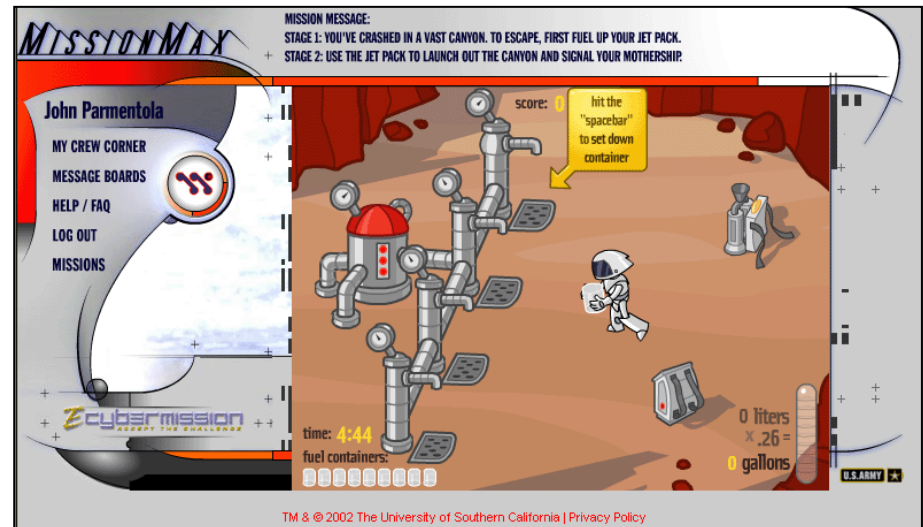 MissionMax
MISSION MESSAGE:
STAGE 1: YOU'VE CRASHED IN A VAST CANYON. TO ESCAPE, FIRST FUEL UP YOUR JET PACK.
STAGE 2: USE THE JET PACK TO LAUNCH OUT THE CANYON AND SIGNAL YOUR MOTHERSHIP.
John Parmentola
MY CREW CORNER
MESSAGE BOARDS
HELP / FAQ
LOG OUT
MISSIONS
score: 0
hit the
"spacebar"
to set down
container
ecybermission
ACCEPT THE CHALLENGE
time: 4:44
fuel containers:
0 liters
x .26 =
0 gallons
U.S.ARMY
TM & © 2002 The University of Southern California | Privacy Policy